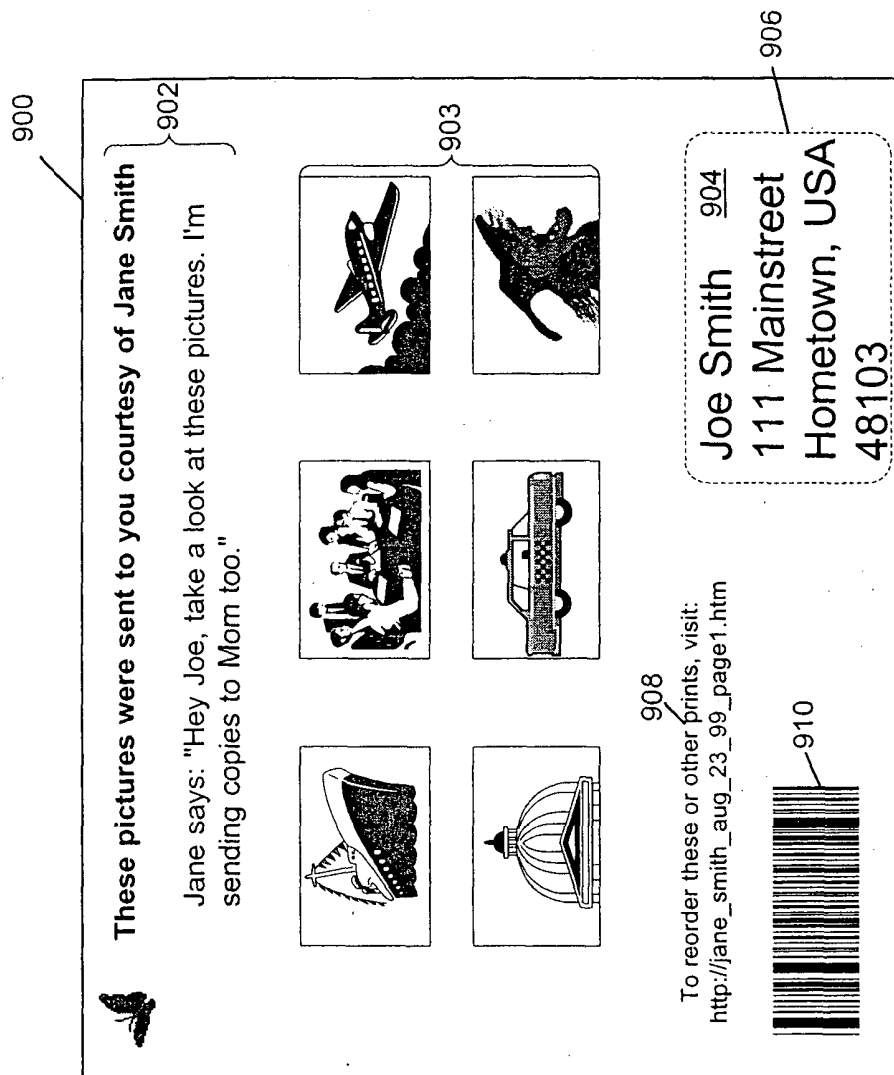 900
These pictures were sent to you courtesy of Jane Smith
902
Jane says: "Hey Joe, take a look at these pictures. I'm
sending copies to Mom too."
903
908
To reorder these or other prints, visit:
http://jane_smith_aug_23_99_page1.htm
910
Joe Smith 904
111 Mainstreet
Hometown, USA
48103
906